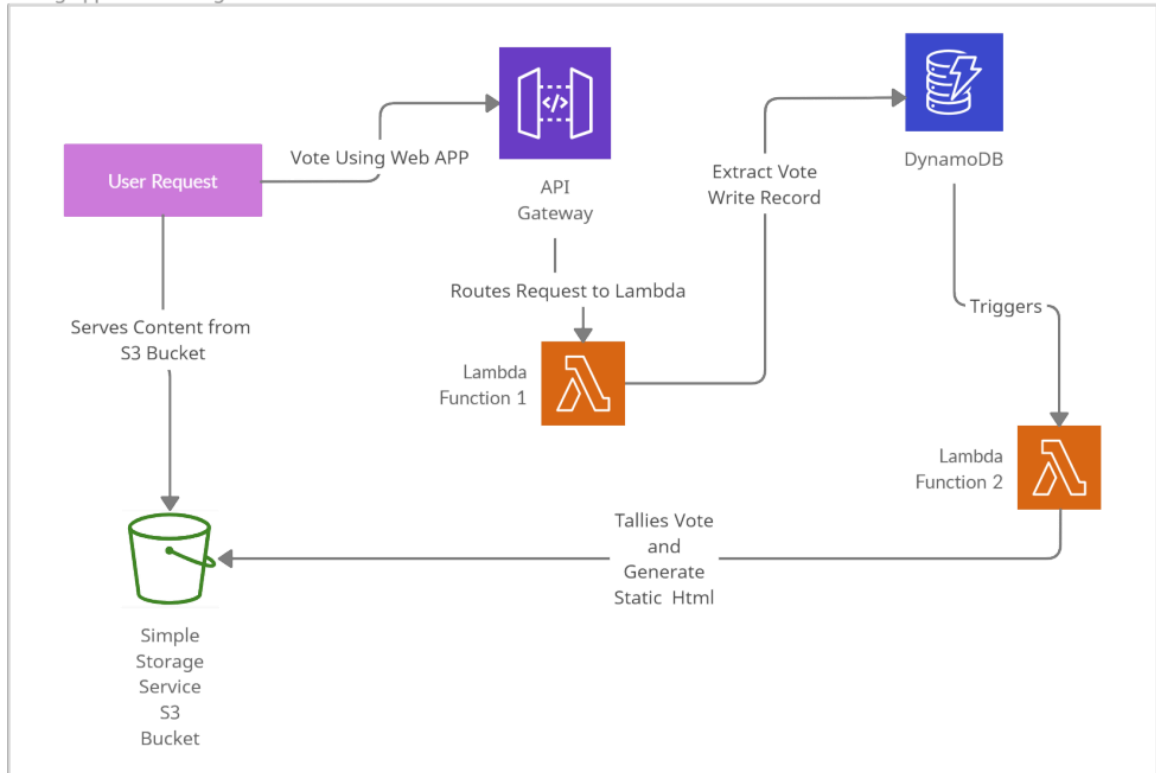 User Request
Vote Using Web APP
</>
API
Gateway
Extract Vote
Write Record
DynamoDB
Routes Request to Lambda
Triggers
Serves Content from
S3 Bucket
Lambda
Function 1
Lambda
Function 2
Tallies Vote
and
Generate
Static Html
Simple
Storage
Service
S3
Bucket